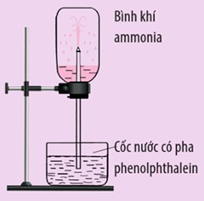 Bình khí
ammonia
Cốc nước có pha
phenolphthalein